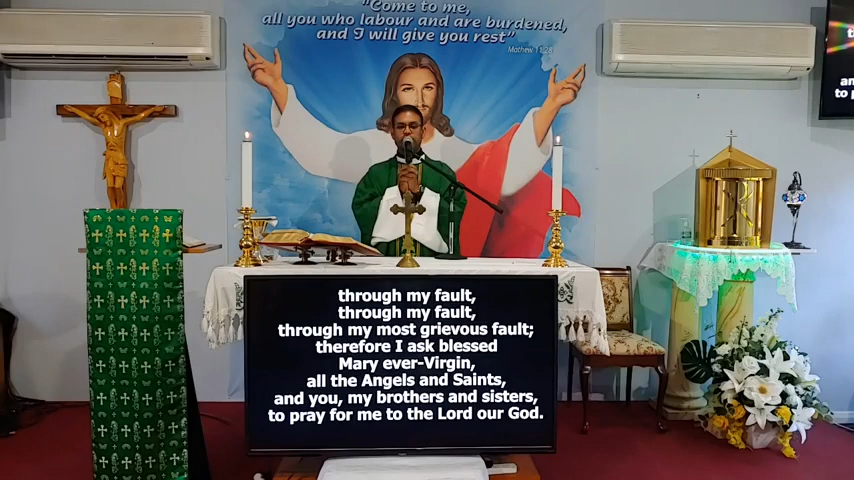 "Come to me,
all you who labour and are burdened,
and I will give you rest"
Mathew 11:28
through my fault,
through my fault,
through my most grievous fault;
therefore I ask blessed
Mary ever-Virgin,
all the Angels and Saints,
and you, my brothers and sisters,
to pray for me to the Lord our God.